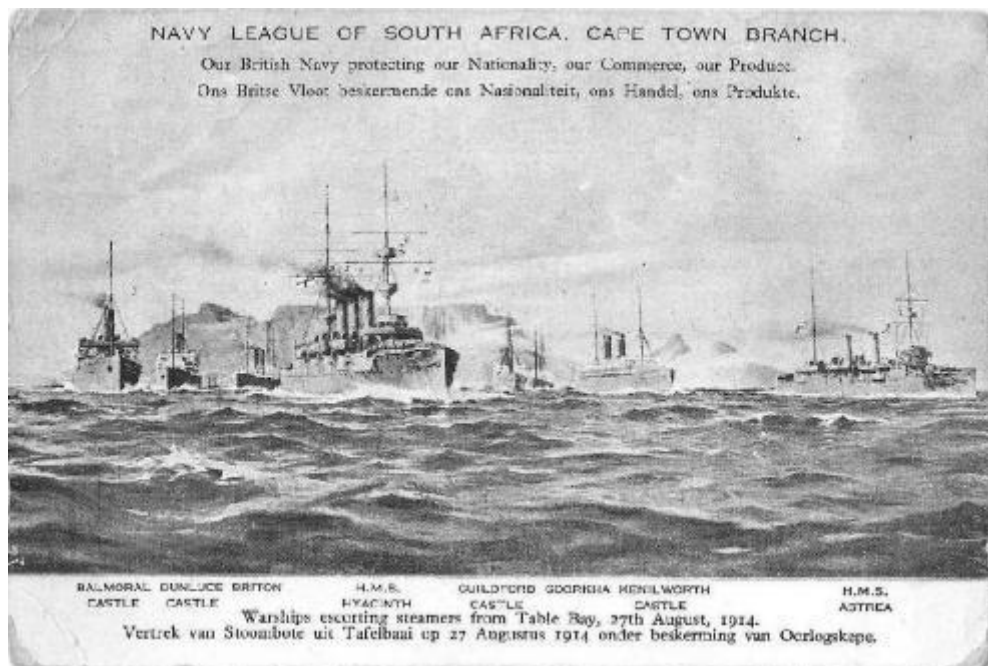 NAVY LEAGUE OF SOUTH AFRICA. CAPE TOWN BRANCH.
Our British Navy protecting our Nationality, our Commerce, our Produce.
Ons Britse Vloot beskermende ons Nasionaliteit, ons Handel, ons Produkte.
BALMORAL DUNLUCE BRITON H.M.S. GUILDFORD GOORKHA KENILWORTH H.M.S.
CASTLE CASTLE HYACINTH CASTLE CASTLE ASTREA
Warships escorting steamers from Table Bay, 27th August, 1914.
Vertrek van Stoombote uit Tafelbaai op 27 Augustus 1914 onder beskerming van Oorlogskepe.